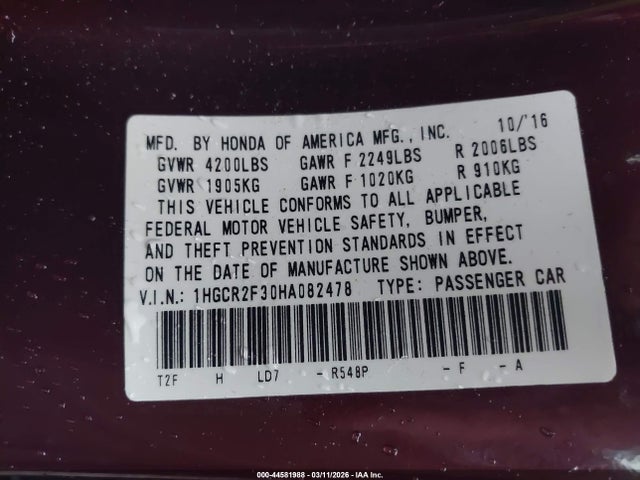 MFD. BY HONDA OF AMERICA MFG., INC. 10/'16
GVWR 4200LBS GAWR F 2249LBS R 2006LBS
GVWR 1905KG GAWR F 1020KG R 910KG
THIS VEHICLE CONFORMS TO ALL APPLICABLE
FEDERAL MOTOR VEHICLE SAFETY, BUMPER,
AND THEFT PREVENTION STANDARDS IN EFFECT
ON THE DATE OF MANUFACTURE SHOWN ABOVE.
V.I.N.: 1HGCR2F30HA082478 TYPE: PASSENGER CAR
T2F H LD7 - R548P - F - A
000-44581988 - 03/11/2026 - IAA Inc.